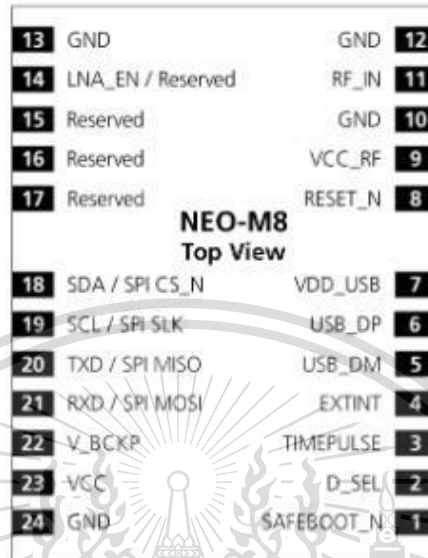 13 GND GND 12
14 LNA_EN / Reserved RF_IN 11
15 Reserved GND 10
16 Reserved VCC_RF 9
17 Reserved RESET_N 8
NEO-M8
Top View
18 SDA / SPI CS_N VDD_USB 7
19 SCL / SPI SLK USB_DP 6
20 TXD / SPI MISO USB_DM 5
21 RXD / SPI MOSI EXTINT 4
22 V_BCKP TIMEPULSE 3
23 VCC D_SEL 2
24 GND SAFEBOOT_N 1